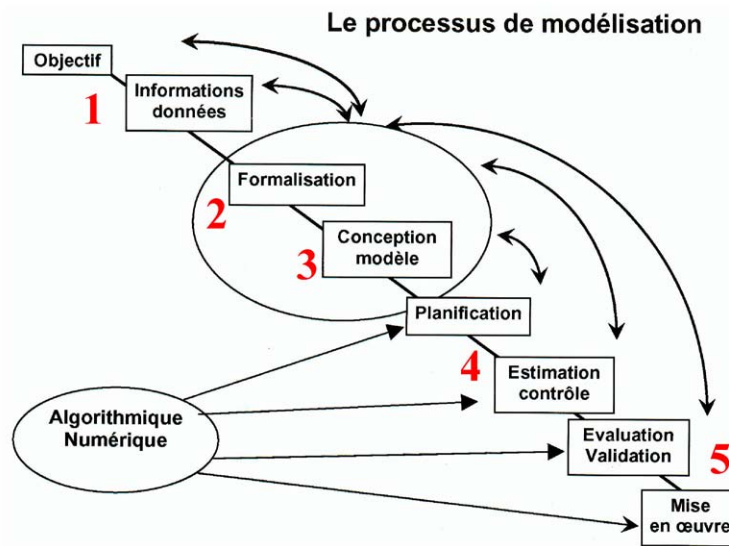 Le processus de modélisation
Objectif
1
Informations
données
2
Formalisation
3
Conception
modèle
Planification
4
Estimation
contrôle
Algorithmique
Numérique
Evaluation
Validation
5
Mise
en œuvre